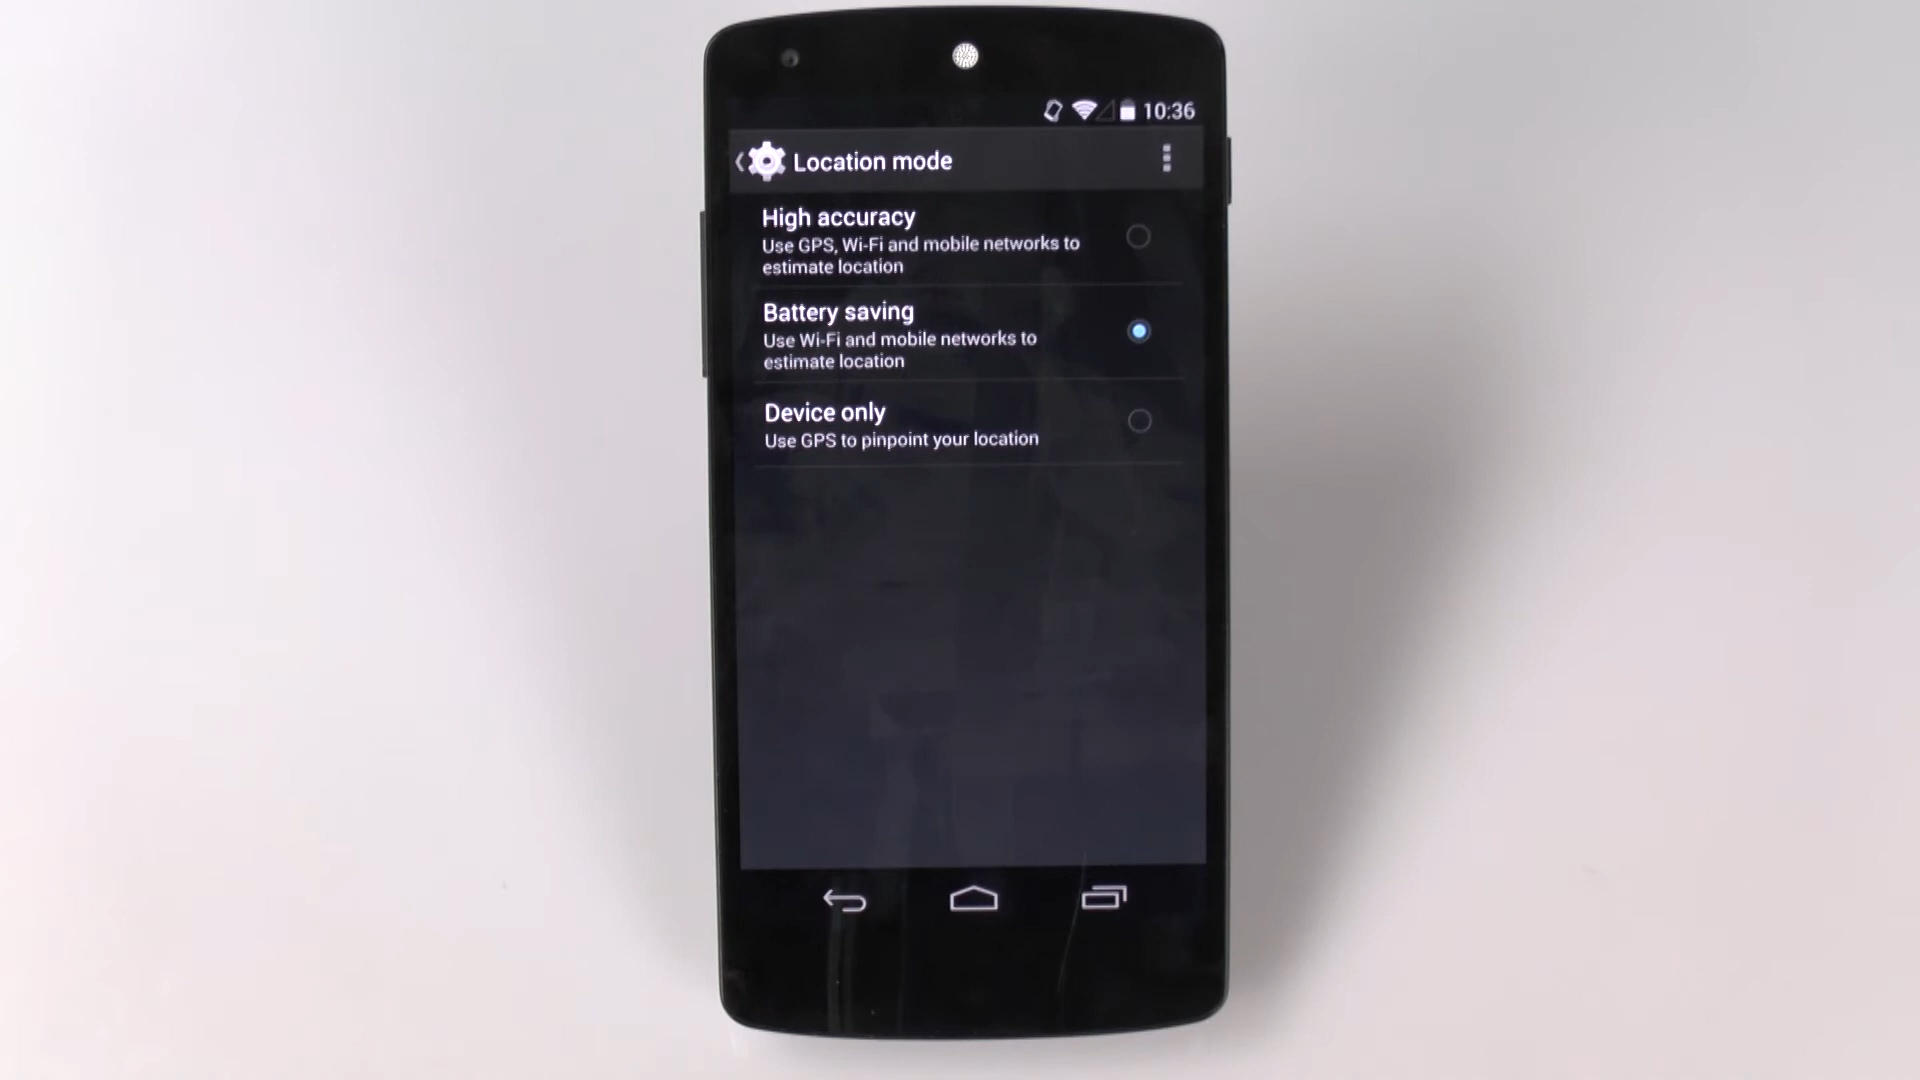 10:36
Location mode
High accuracy
Use GPS, Wi-Fi and mobile networks to
estimate location
Battery saving
Use Wi-Fi and mobile networks to
estimate location
Device only
Use GPS to pinpoint your location